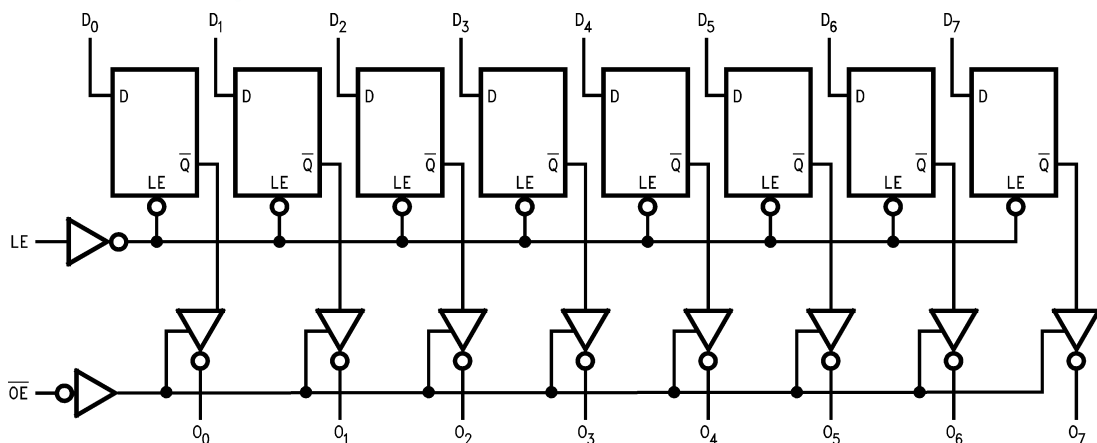 D₀ D₁ D₂ D₃ D₄ D₅ D₆ D₇
D D D D D D D D
Q̅ Q̅ Q̅ Q̅ Q̅ Q̅ Q̅ Q̅
LE LE LE LE LE LE LE LE
LE
O̅E̅
O₀ O₁ O₂ O₃ O₄ O₅ O₆ O₇